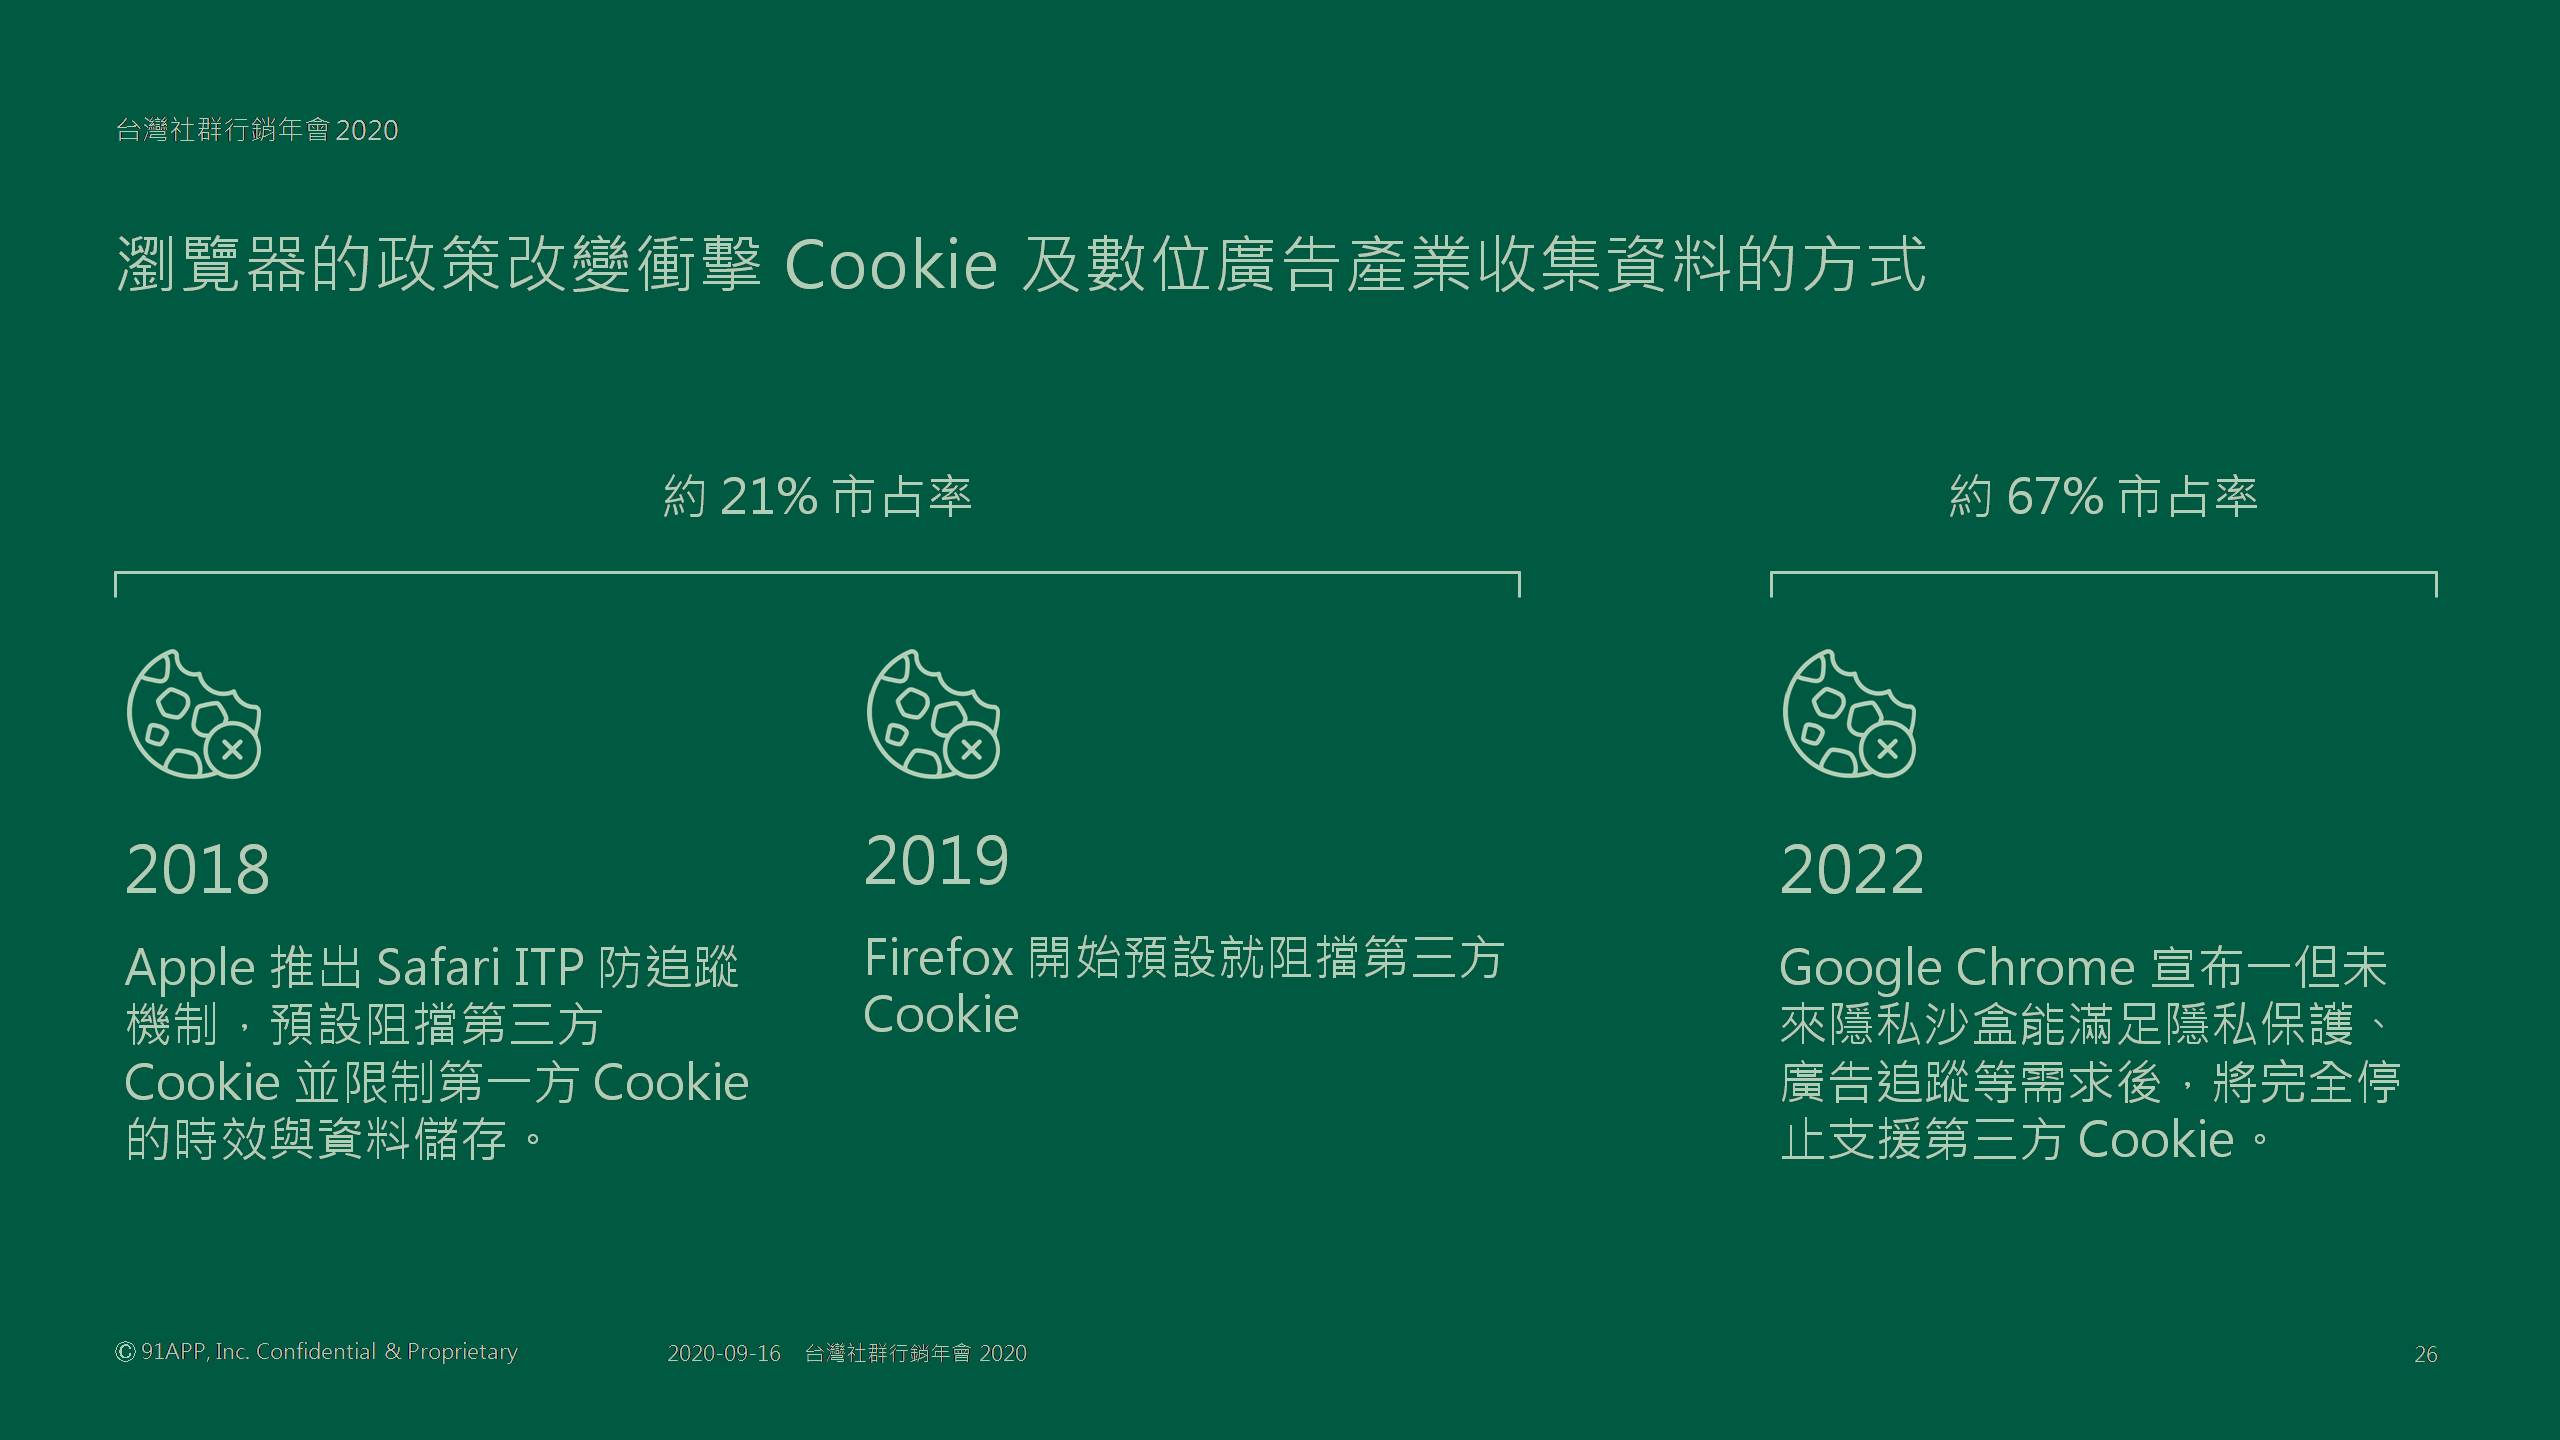 台灣社群行銷年會2020
瀏覽器的政策改變衝擊 Cookie 及數位廣告產業收集資料的方式
約 21% 市占率
約 67% 市占率
2018
Apple 推出 Safari ITP 防追蹤
機制，預設阻擋第三方
Cookie 並限制第一方 Cookie
的時效與資料儲存。
2019
Firefox 開始預設就阻擋第三方
Cookie
2022
Google Chrome 宣布一但未
來隱私沙盒能滿足隱私保護、
廣告追蹤等需求後，將完全停
止支援第三方 Cookie。
© 91APP, Inc. Confidential & Proprietary
2020-09-16 台灣社群行銷年會 2020
26